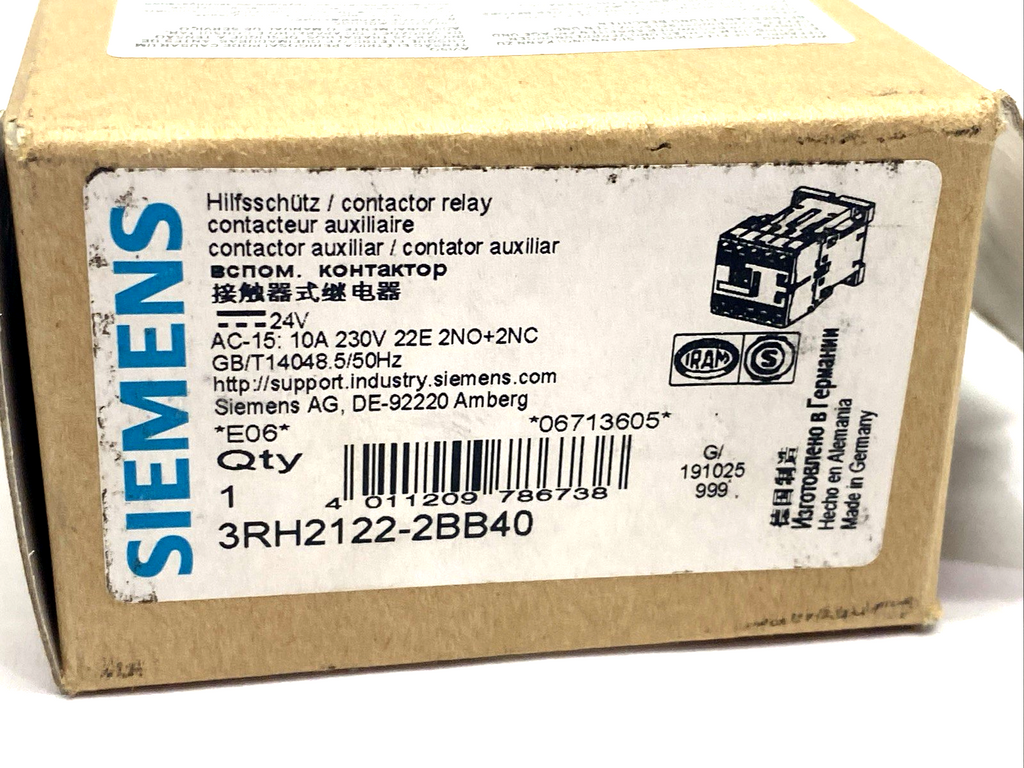 SIEMENS
Hilfsschütz / contactor relay
contacteur auxiliaire
contactor auxiliar / contator auxiliar
вспом. контактор
接触器式继电器
24V
AC-15: 10A 230V 22E 2NO+2NC
GB/T14048.5/50Hz
http://support.industry.siemens.com
Siemens AG, DE-92220 Amberg
*E06* *06713605*
Qty
1
4 011209 786738
3RH2122-2BB40
IRAM S
G/
191025
999
德国制造
Изготовлено в Германии
Hecho en Alemania
Made in Germany